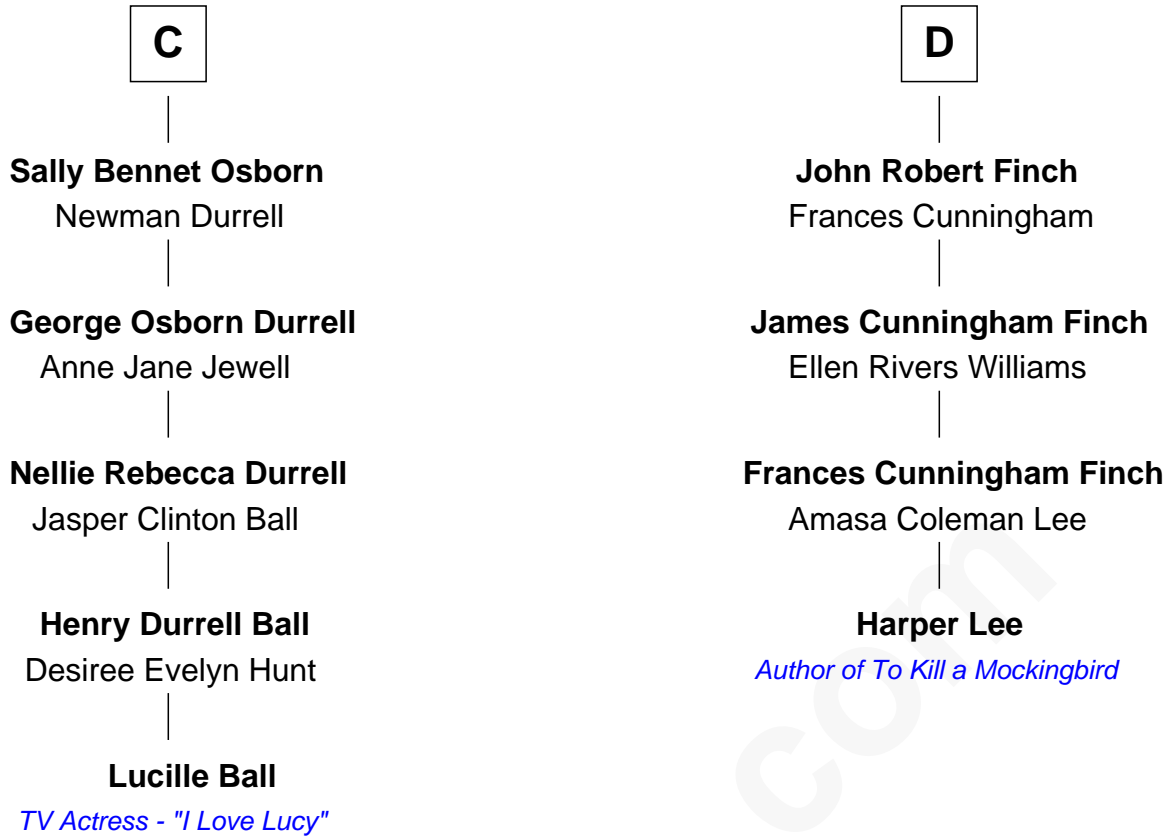 C
Sally Bennet Osborn
Newman Durrell
George Osborn Durrell
Anne Jane Jewell
Nellie Rebecca Durrell
Jasper Clinton Ball
Henry Durrell Ball
Desiree Evelyn Hunt
Lucille Ball
TV Actress - "I Love Lucy"
D
John Robert Finch
Frances Cunningham
James Cunningham Finch
Ellen Rivers Williams
Frances Cunningham Finch
Amasa Coleman Lee
Harper Lee
Author of To Kill a Mockingbird
com